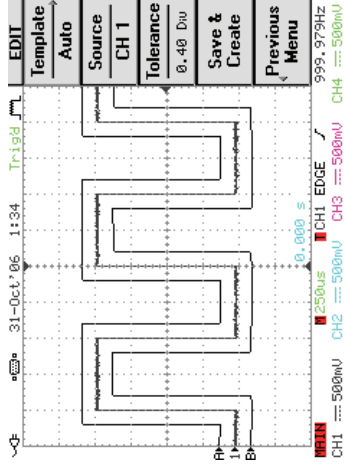 31-Oct'06 1:34 Trig'd EDIT
Template
Auto
Source
CH 1
Tolerance
0.40 Div
Save &
Create
Previous
Menu
A
1
B
0.000 s
MAIN M 250us T CH1 EDGE 999.979Hz
CH1 500mV CH2 500mV CH3 500mV CH4 500mV